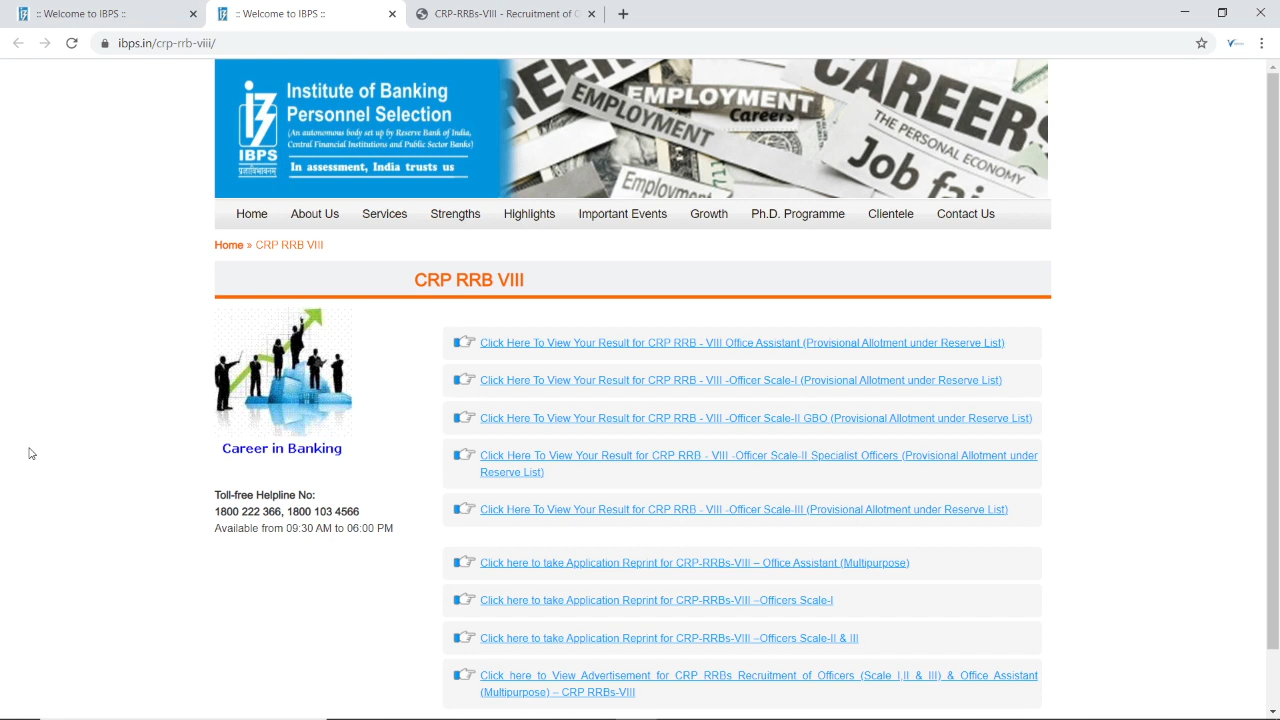 :: Welcome to IBPS ::
:: Welcome to IBPS ::
CRP-RRB-VIII - Recruitment of C
ibps.in/crp-rrb-viii/
Institute of Banking
Personnel Selection
(An autonomous body set up by Reserve Bank of India,
Central Financial Institutions and Public Sector Banks)
In assessment, India trusts us
IBPS
EMPLOYMENT
EMPLOYMENT
Careers
CAREER
THE PERSONAL ECONOMY
Job fai
Employment
Home About Us Services Strengths Highlights Important Events Growth Ph.D. Programme Clientele Contact Us
Home » CRP RRB VIII
CRP RRB VIII
Career in Banking
Toll-free Helpline No:
1800 222 366, 1800 103 4566
Available from 09:30 AM to 06:00 PM
Click Here To View Your Result for CRP RRB - VIII Office Assistant (Provisional Allotment under Reserve List)
Click Here To View Your Result for CRP RRB - VIII -Officer Scale-I (Provisional Allotment under Reserve List)
Click Here To View Your Result for CRP RRB - VIII -Officer Scale-II GBO (Provisional Allotment under Reserve List)
Click Here To View Your Result for CRP RRB - VIII -Officer Scale-II Specialist Officers (Provisional Allotment under
Reserve List)
Click Here To View Your Result for CRP RRB - VIII -Officer Scale-III (Provisional Allotment under Reserve List)
Click here to take Application Reprint for CRP-RRBs-VIII – Office Assistant (Multipurpose)
Click here to take Application Reprint for CRP-RRBs-VIII –Officers Scale-I
Click here to take Application Reprint for CRP-RRBs-VIII –Officers Scale-II & III
Click here to View Advertisement for CRP RRBs Recruitment of Officers (Scale I,II & III) & Office Assistant
(Multipurpose) – CRP RRBs-VIII